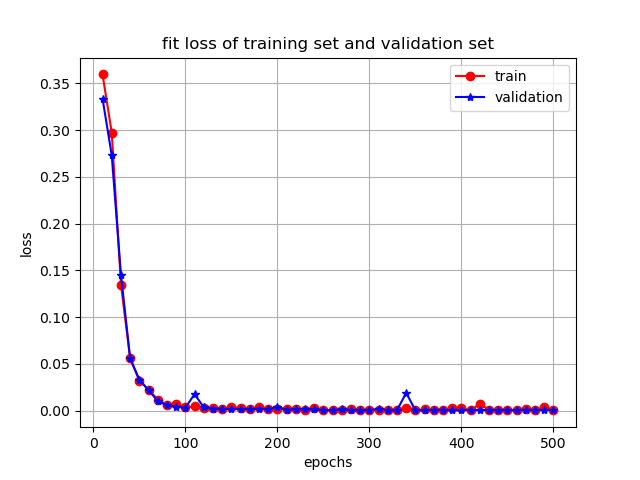 fit loss of training set and validation set
train
validation
loss
0.35
0.30
0.25
0.20
0.15
0.10
0.05
0.00
0
100
200
300
400
500
epochs